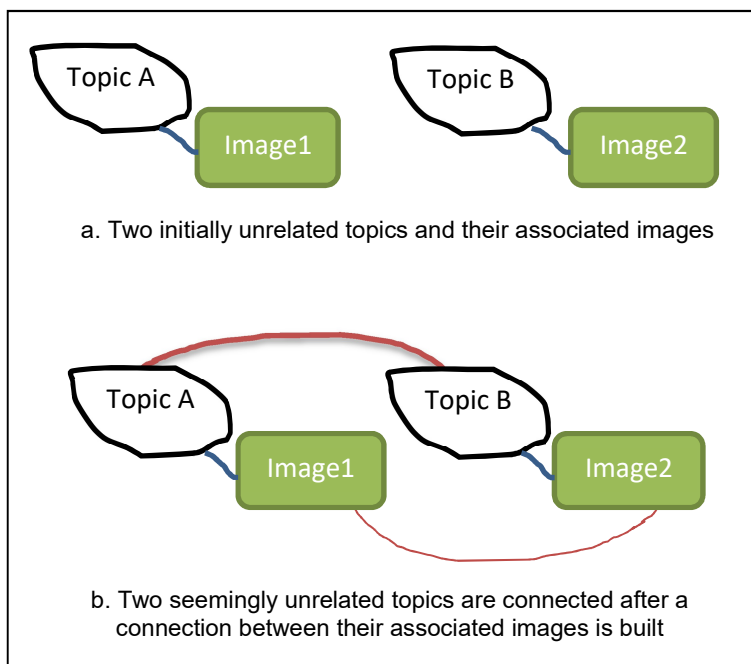 Topic A
Topic B
Image1
Image2
a. Two initially unrelated topics and their associated images
Topic A
Topic B
Image1
Image2
b. Two seemingly unrelated topics are connected after a
connection between their associated images is built